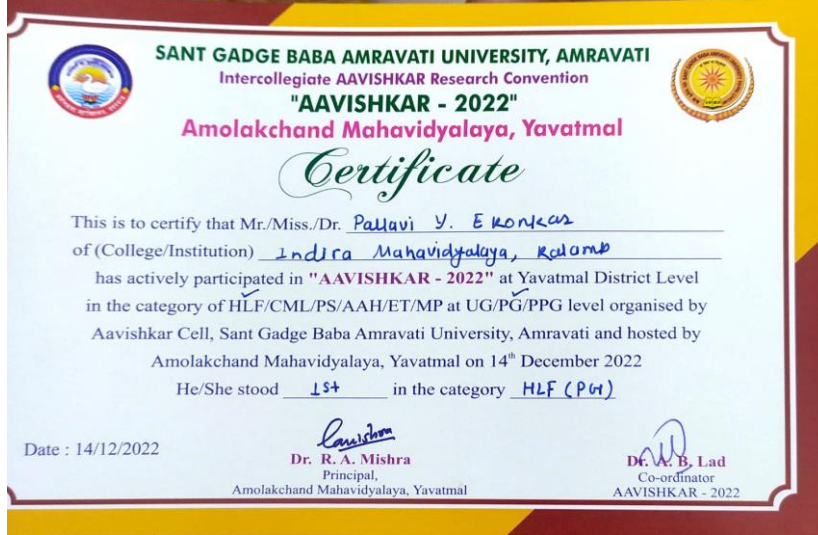 SANT GADGE BABA AMRAVATI UNIVERSITY, AMRAVATI
Intercollegiate AAVISHKAR Research Convention
"AAVISHKAR - 2022"
Amolakchand Mahavidyalaya, Yavatmal
Certificate
This is to certify that Mr./Miss./Dr. Pallavi Y. Ekonkar
of (College/Institution) Indira Mahavidyalaya, Kalamb
has actively participated in "AAVISHKAR - 2022" at Yavatmal District Level
in the category of HLF/CML/PS/AAH/ET/MP at UG/PG/PPG level organised by
Aavishkar Cell, Sant Gadge Baba Amravati University, Amravati and hosted by
Amolakchand Mahavidyalaya, Yavatmal on 14th December 2022
He/She stood 1st in the category HLF (PG)
Date : 14/12/2022
Dr. R. A. Mishra
Principal,
Amolakchand Mahavidyalaya, Yavatmal
Dr. A. B. Lad
Co-ordinator
AAVISHKAR - 2022